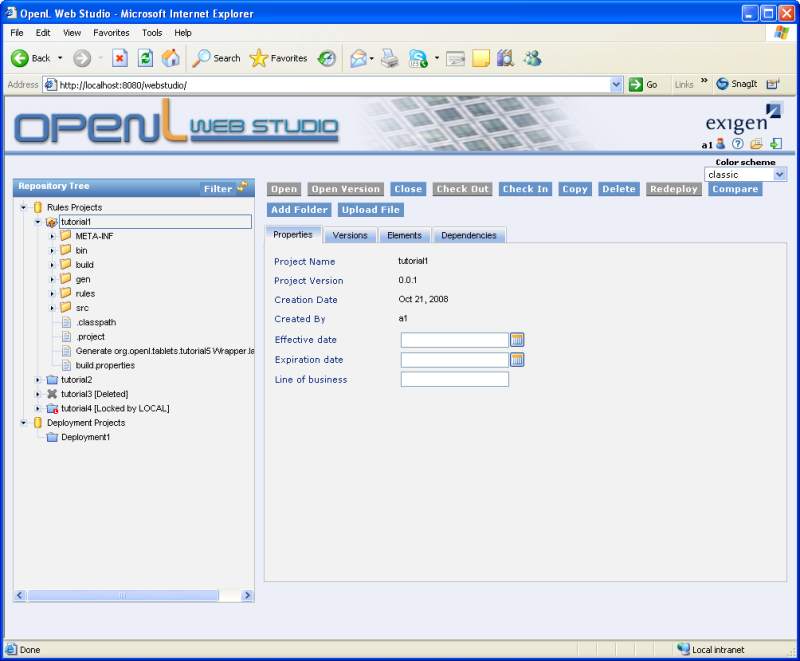 OpenL Web Studio - Microsoft Internet Explorer
File Edit View Favorites Tools Help
Back Search Favorites
Address http://localhost:8080/webstudio/ Go Links » SnagIt
OPENL WEB STUDIO
exigen
a1
Color scheme
classic
Repository Tree Filter
Open Open Version Close Check Out Check In Copy Delete Redeploy Compare
Add Folder Upload File
Rules Projects
tutorial1
META-INF
bin
build
gen
rules
src
.classpath
.project
Generate org.openl.tablets.tutorial5 Wrapper.la
build.properties
tutorial2
tutorial3 [Deleted]
tutorial4 [Locked by LOCAL]
Deployment Projects
Deployment1
Properties Versions Elements Dependencies
Project Name tutorial1
Project Version 0.0.1
Creation Date Oct 21, 2008
Created By a1
Effective date
Expiration date
Line of business
Done Local intranet